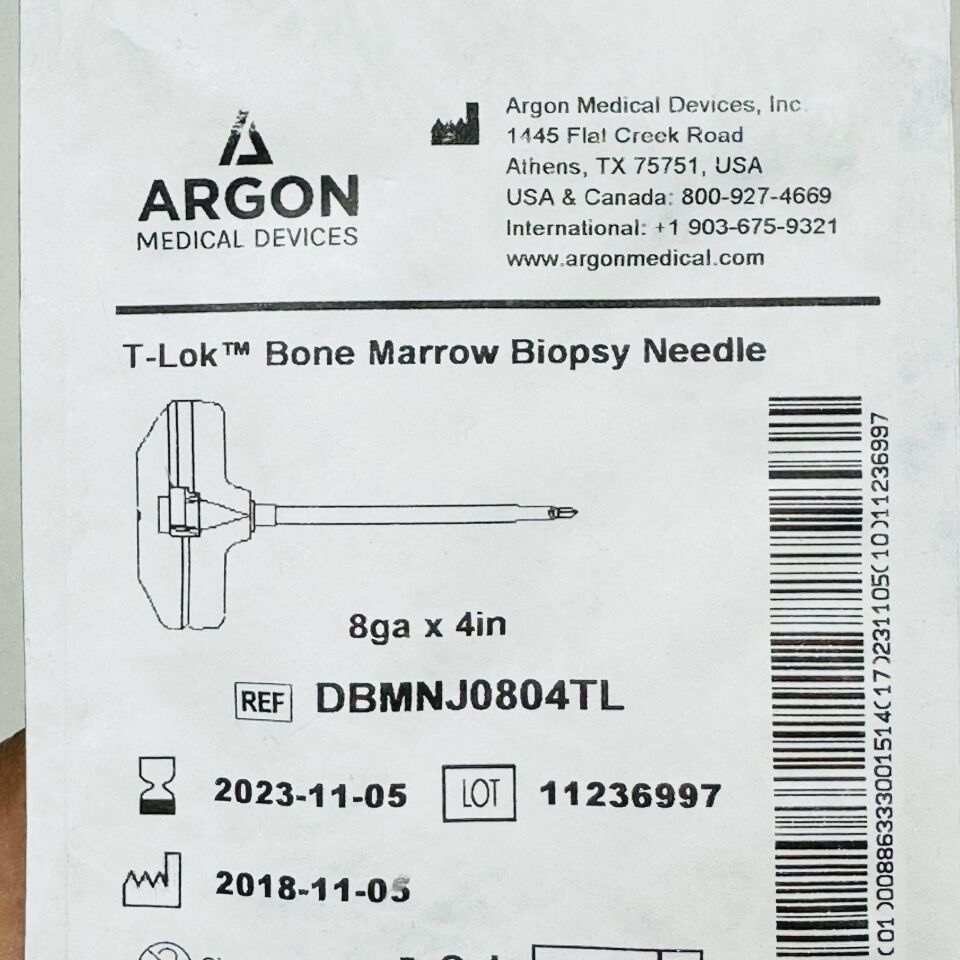 ARGON
MEDICAL DEVICES
Argon Medical Devices, Inc.
1445 Flat Creek Road
Athens, TX 75751, USA
USA & Canada: 800-927-4669
International: +1 903-675-9321
www.argonmedical.com
T-Lok™ Bone Marrow Biopsy Needle
8ga x 4in
REF DBMNJ0804TL
2023-11-05 LOT 11236997
2018-11-05
(01)00886333001514(17)231105(10)11236997